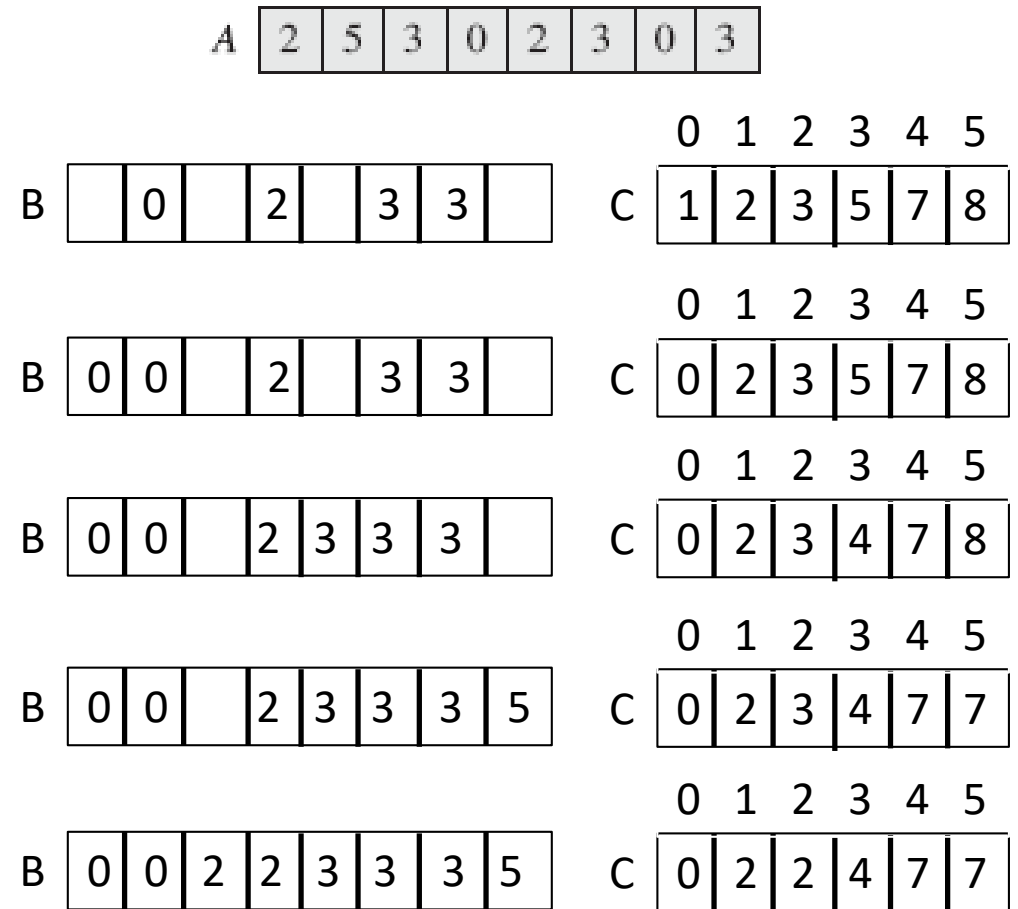 A 2 5 3 0 2 3 0 3
0 1 2 3 4 5
B 0 2 3 3 C 1 2 3 5 7 8
0 1 2 3 4 5
B 0 0 2 3 3 C 0 2 3 5 7 8
0 1 2 3 4 5
B 0 0 2 3 3 3 C 0 2 3 4 7 8
0 1 2 3 4 5
B 0 0 2 3 3 3 5 C 0 2 3 4 7 7
0 1 2 3 4 5
B 0 0 2 2 3 3 3 5 C 0 2 2 4 7 7